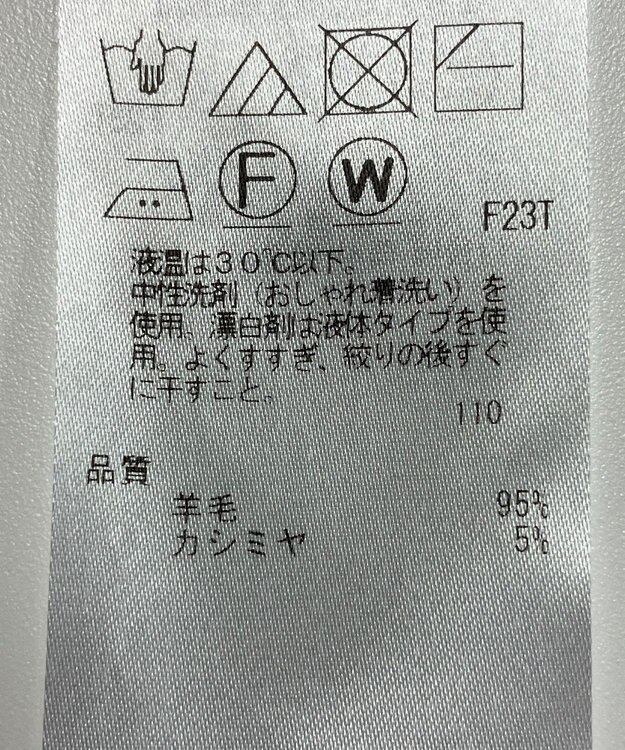 F
W
F23T
液温は30℃以下。
中性洗剤(おしゃれ着洗い)を
使用。漂白剤は液体タイプを使
用。よくすすぎ、絞りの後すぐ
に干すこと。
110
品質
羊毛 95%
カシミヤ 5%